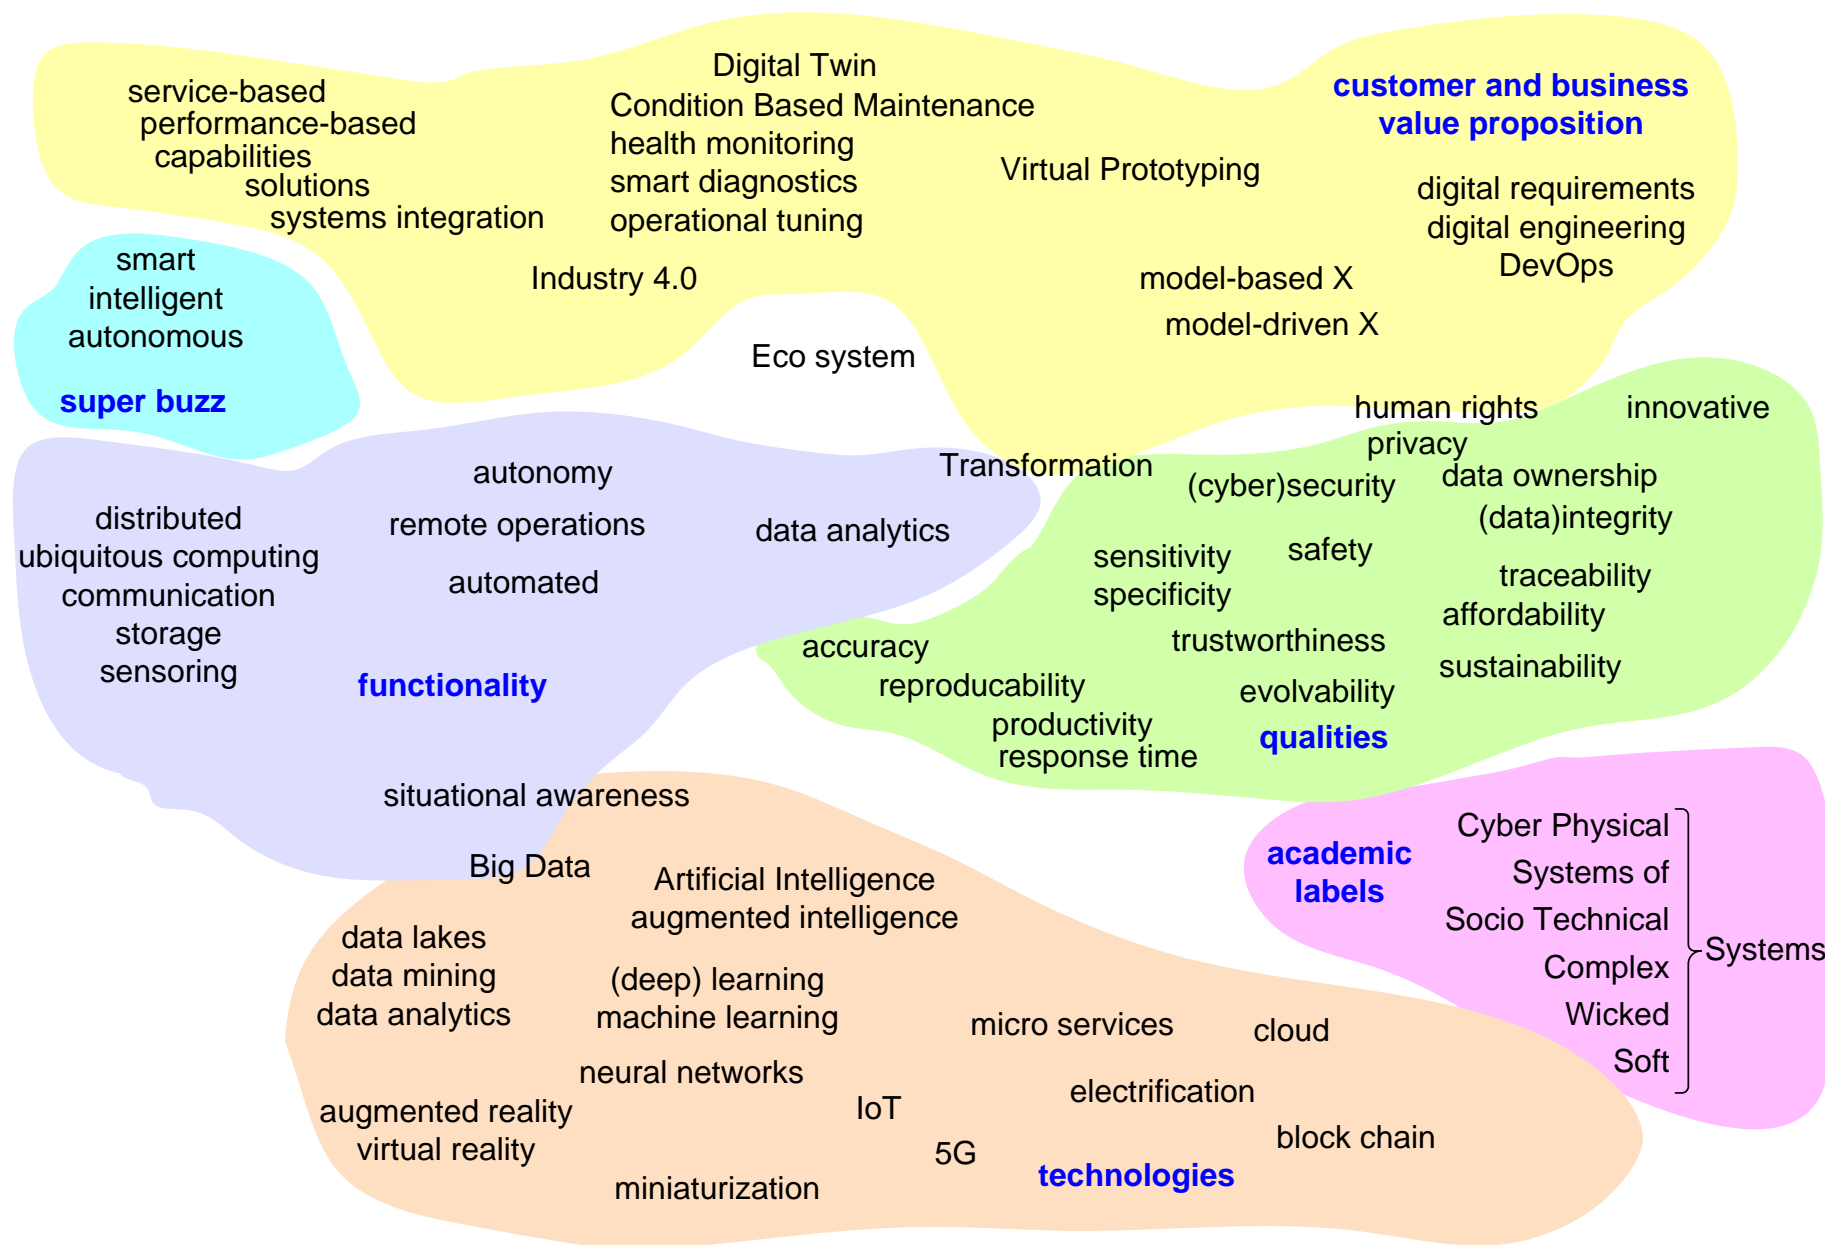 Digital Twin
service-based
performance-based
capabilities
solutions
systems integration
Condition Based Maintenance
health monitoring
smart diagnostics
operational tuning
Industry 4.0
Virtual Prototyping
customer and business
value proposition
digital requirements
digital engineering
DevOps
model-based X
model-driven X
smart
intelligent
autonomous
super buzz
Eco system
Transformation
autonomy
remote operations
automated
data analytics
distributed
ubiquitous computing
communication
storage
sensoring
functionality
situational awareness
human rights
privacy
innovative
(cyber)security
data ownership
(data)integrity
sensitivity
specificity
safety
traceability
affordability
accuracy
trustworthiness
sustainability
reproducability
evolvability
productivity
response time
qualities
Big Data
Artificial Intelligence
augmented intelligence
data lakes
data mining
data analytics
(deep) learning
machine learning
neural networks
micro services
cloud
electrification
IoT
5G
block chain
augmented reality
virtual reality
miniaturization
technologies
academic
labels
Cyber Physical
Systems of
Socio Technical
Complex
Wicked
Soft
Systems